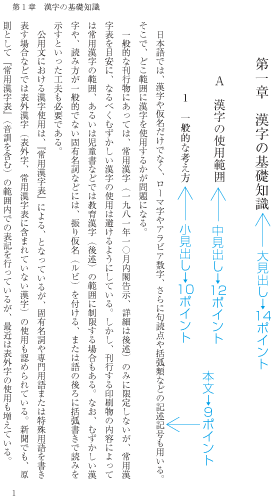 第1章　漢字の基礎知識
第一章　漢字の基礎知識
大見出し→14ポイント
A　漢字の使用範囲
中見出し→12ポイント
1　一般的な考え方
小見出し→10ポイント
本文→9ポイント
日本語では、漢字や仮名だけでなく、ローマ字やアラビア数字、さらに句読点や括弧類などの記述記号も用いる。
そこで、どこ範囲に漢字を使用するかが問題になる。
一般的な刊行物にあっては、常用漢字（一九八一年一〇月内閣告示、詳細は後述）のみに限定しないが、常用漢
字表を目安に、なるべくむずかしい漢字の使用は避けるようにしている。しかし、刊行する印刷物の内容によって
は常用漢字の範囲、あるいは児童書などでは教育漢字（後述）の範囲に制限する場合もある。なお、むずかしい漢
字や、読み方が一般的でない固有名詞などには、振り仮名（ルビ）を付ける、または語の後ろに括弧書きで読みを
示すといった工夫も必要である。
公用文における漢字使用は、『常用漢字表』による、となっているが、固有名詞や専門用語または特殊用語を書き
表す場合などでは表外漢字（表外字、常用漢字表に含まれていない漢字）の使用も認められている。新聞でも、原
則として『常用漢字表』（音訓を含む）の範囲内での表記を行っているが、最近は表外字の使用も増えている。
1